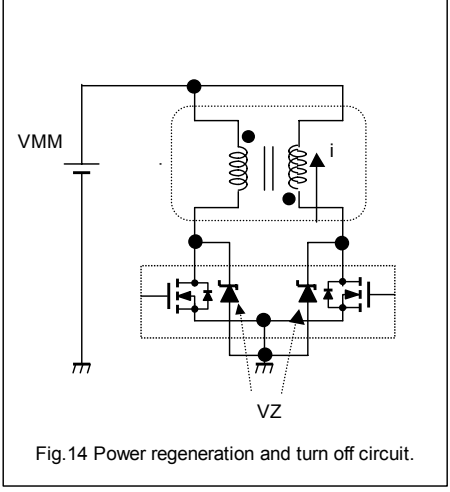 VMM
i
VZ
Fig.14 Power regeneration and turn off circuit.